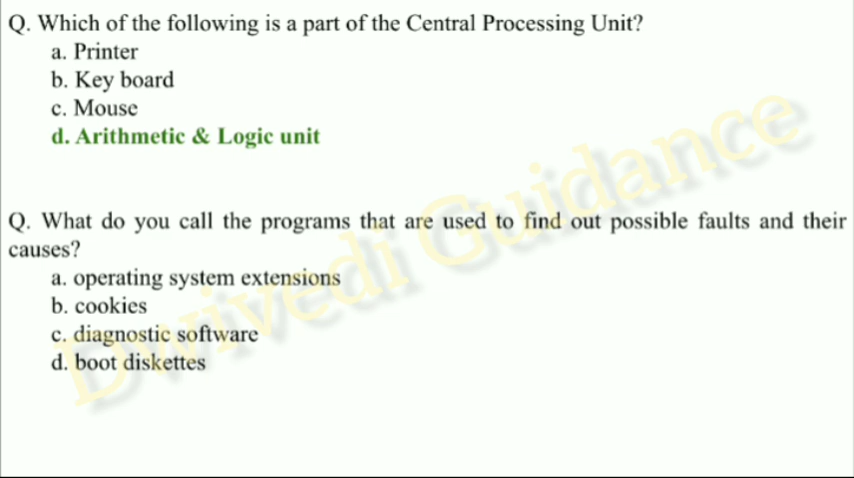 Q. Which of the following is a part of the Central Processing Unit?
a. Printer
b. Key board
c. Mouse
d. Arithmetic & Logic unit
Q. What do you call the programs that are used to find out possible faults and their
causes?
a. operating system extensions
b. cookies
c. diagnostic software
d. boot diskettes
Dwivedi Guidance